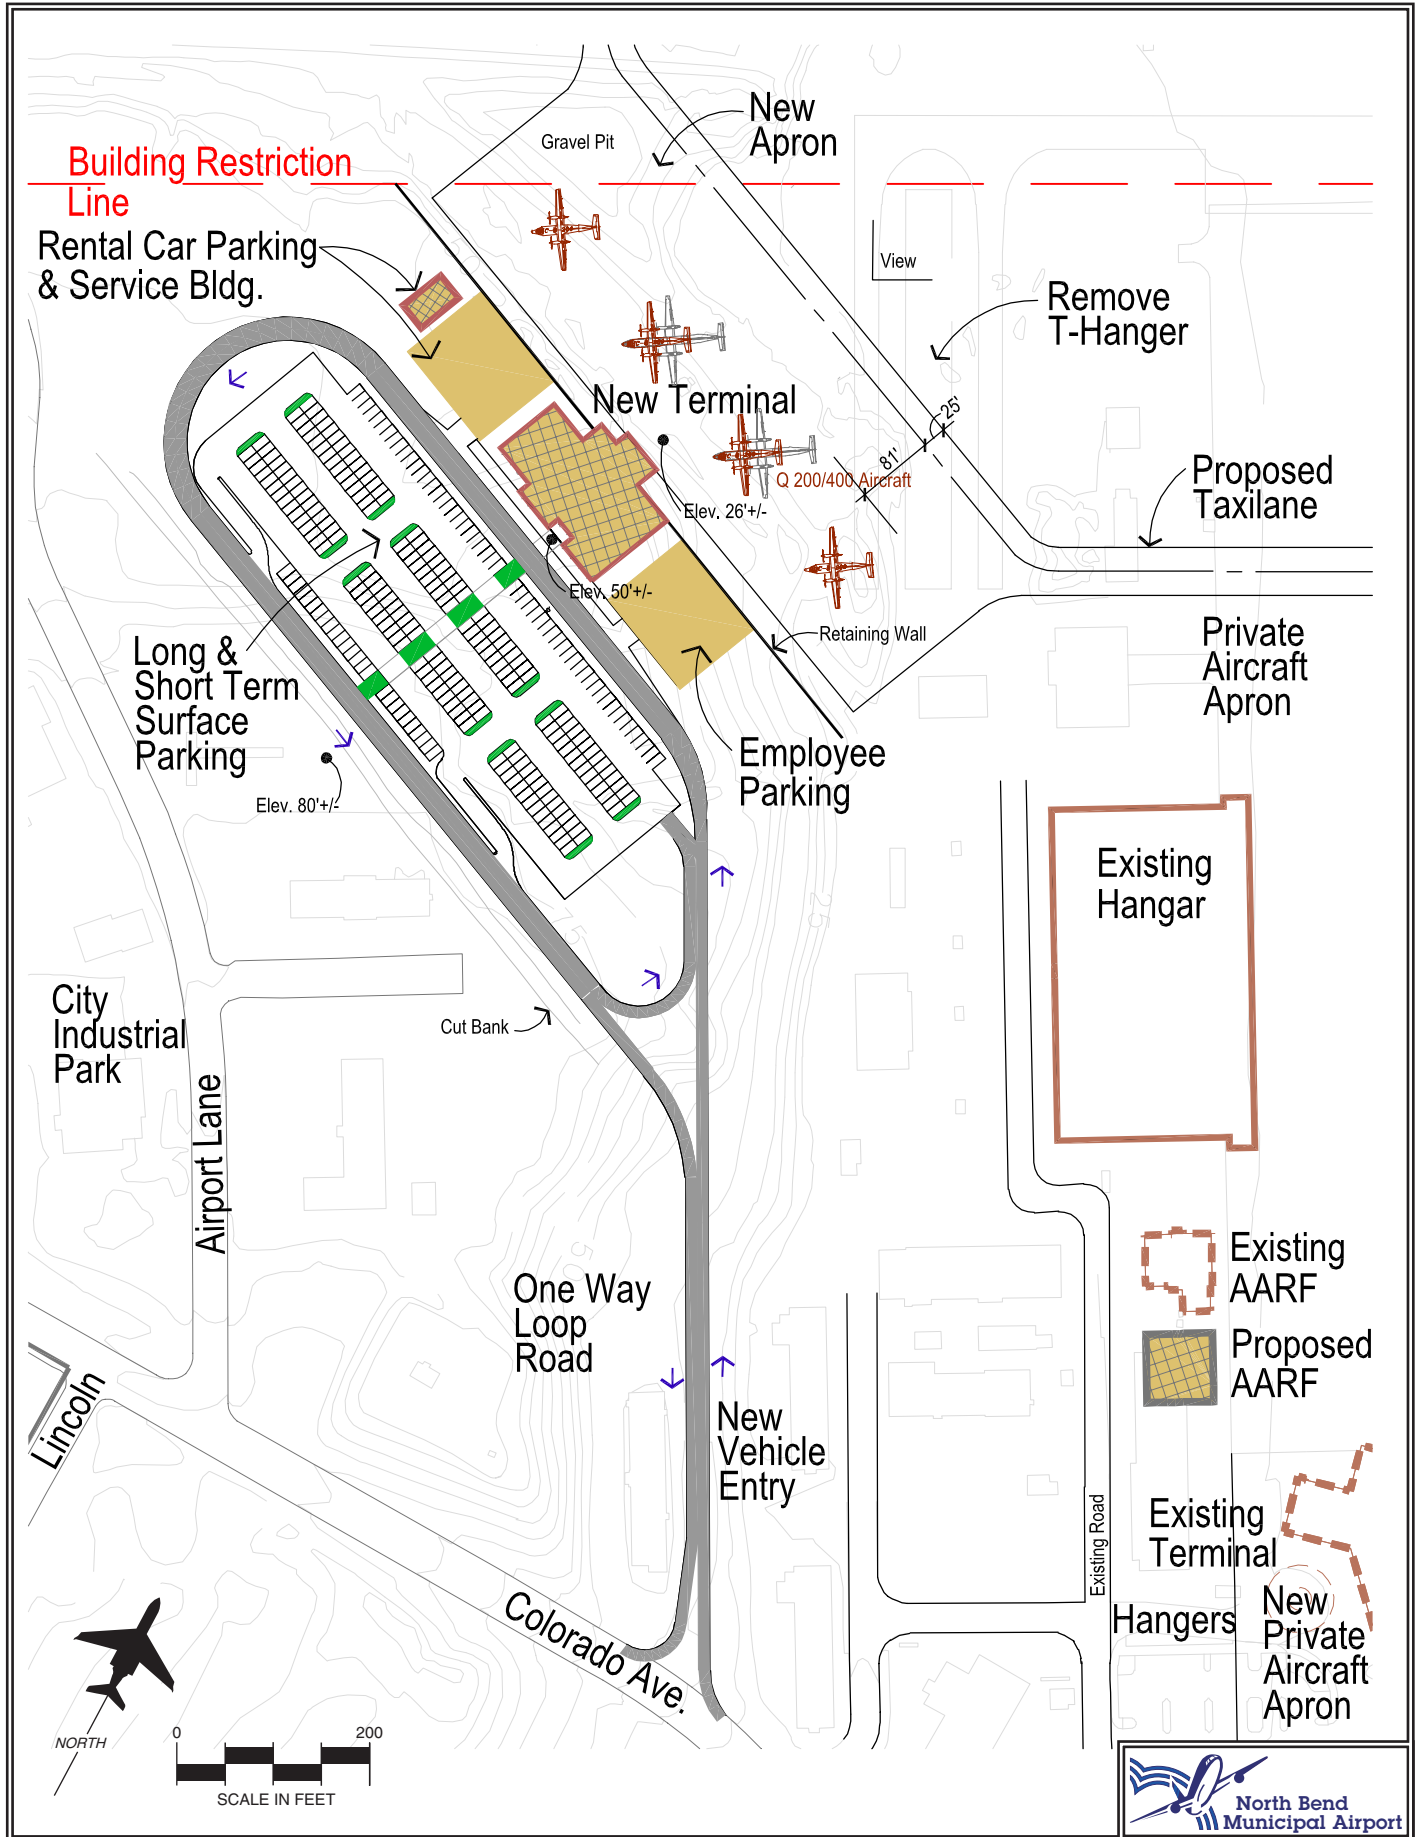 New
Apron
Gravel Pit
Building Restriction
Line
Rental Car Parking
& Service Bldg.
View
Remove
T-Hanger
New Terminal
25'
81'
Q 200/400 Aircraft
Elev. 26'+/-
Proposed
Taxilane
Elev. 50'+/-
Retaining Wall
Private
Aircraft
Apron
Long &
Short Term
Surface
Parking
Employee
Parking
Elev. 80'+/-
Existing
Hangar
25
City
Industrial
Park
Cut Bank
Airport Lane
Existing
AARF
One Way
Loop
Road
Proposed
AARF
Lincoln
New
Vehicle
Entry
Existing Road
Existing
Terminal
Colorado Ave.
Hangers
New
Private
Aircraft
Apron
NORTH
0 200
SCALE IN FEET
North Bend
Municipal Airport